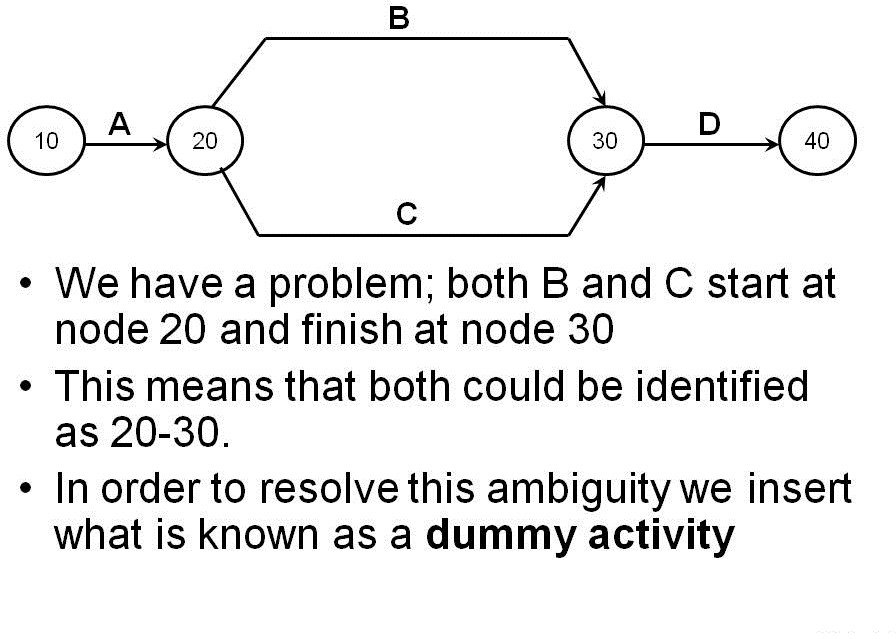 B
10
A
20
30
D
40
C
• We have a problem; both B and C start at
node 20 and finish at node 30
• This means that both could be identified
as 20-30.
• In order to resolve this ambiguity we insert
what is known as a dummy activity